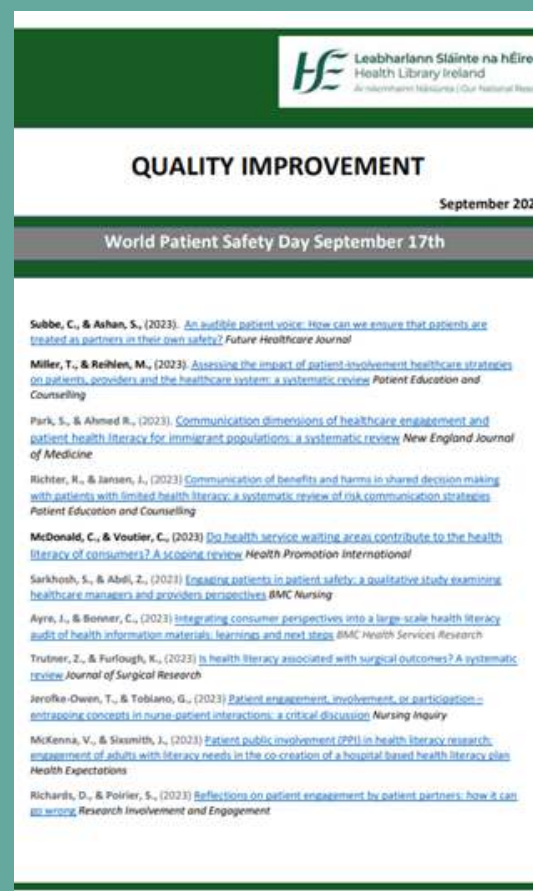 Leabharlann Sláinte na hÉire
Health Library Ireland
Ár nAcmhainn Náisiúnta | Our National Reso
QUALITY IMPROVEMENT
September 202
World Patient Safety Day September 17th
Subbe, C., & Ashan, S., (2023). An audible patient voice: How can we ensure that patients are
treated as partners in their own safety? Future Healthcare Journal
Miller, T., & Reihlen, M., (2023). Assessing the impact of patient-involvement healthcare strategies
on patients, providers and the healthcare system: a systematic review Patient Education and
Counselling
Park, S., & Ahmed R., (2023). Communication dimensions of healthcare engagement and
patient health literacy for immigrant populations: a systematic review New England Journal
of Medicine
Richter, R., & Jansen, J., (2023) Communication of benefits and harms in shared decision making
with patients with limited health literacy: a systematic review of risk communication strategies
Patient Education and Counselling
McDonald, C., & Voutier, C., (2023) Do health service waiting areas contribute to the health
literacy of consumers? A scoping review Health Promotion International
Sarkhosh, S., & Abdi, Z., (2023) Engaging patients in patient safety: a qualitative study examining
healthcare managers and providers perspectives BMC Nursing
Ayre, J., & Bonner, C., (2023) Integrating consumer perspectives into a large-scale health literacy
audit of health information materials: learnings and next steps BMC Health Services Research
Trutner, Z., & Furlough, K., (2023) Is health literacy associated with surgical outcomes? A systematic
review Journal of Surgical Research
Jerofke-Owen, T., & Tobiano, G., (2023) Patient engagement, involvement, or participation –
entrapping concepts in nurse-patient interactions: a critical discussion Nursing Inquiry
McKenna, V., & Sixsmith, J., (2023) Patient public involvement (PPI) in health literacy research:
engagement of adults with literacy needs in the co-creation of a hospital based health literacy plan
Health Expectations
Richards, D., & Poirier, S., (2023) Reflections on patient engagement by patient partners: how it can
go wrong Research Involvement and Engagement